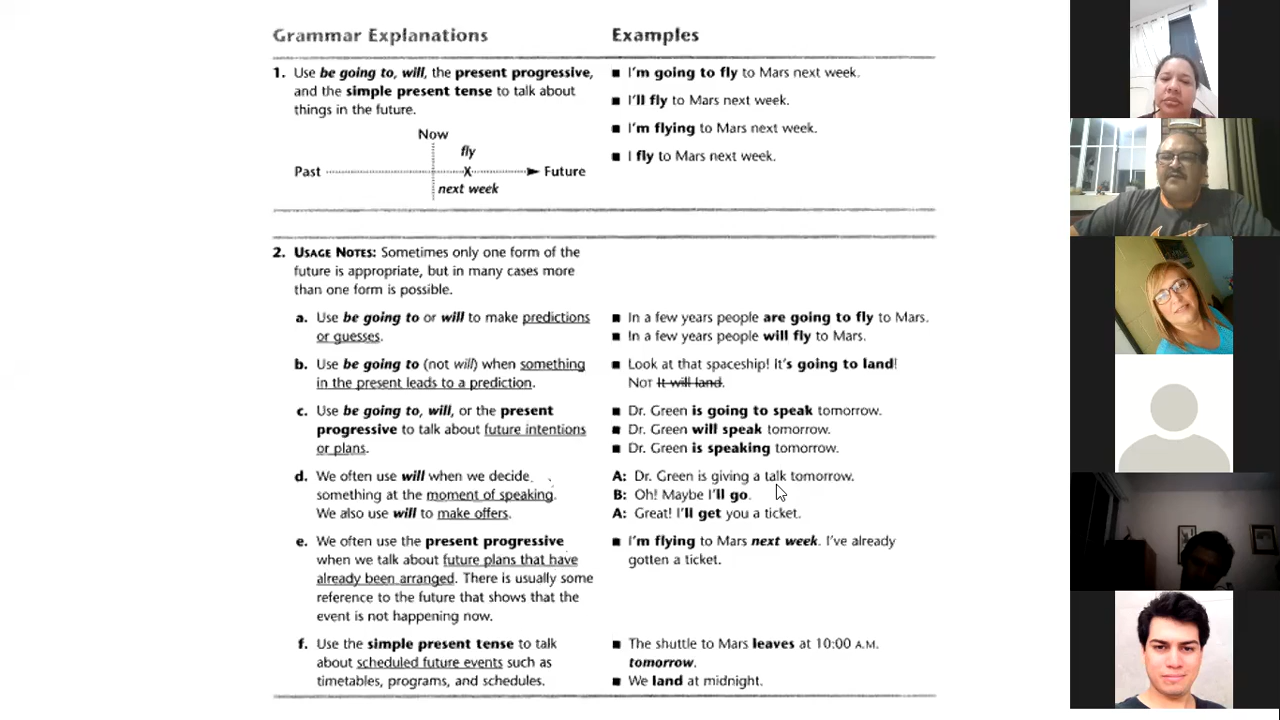 Grammar Explanations
Examples
1. Use be going to, will, the present progressive,
and the simple present tense to talk about
things in the future.
■ I'm going to fly to Mars next week.
■ I'll fly to Mars next week.
■ I'm flying to Mars next week.
■ I fly to Mars next week.
Now
fly
Past
Future
next week
2. USAGE NOTES: Sometimes only one form of the
future is appropriate, but in many cases more
than one form is possible.
a. Use be going to or will to make predictions
or guesses.
■ In a few years people are going to fly to Mars.
■ In a few years people will fly to Mars.
b. Use be going to (not will) when something
in the present leads to a prediction.
■ Look at that spaceship! It's going to land!
NOT It will land.
c. Use be going to, will, or the present
progressive to talk about future intentions
or plans.
■ Dr. Green is going to speak tomorrow.
■ Dr. Green will speak tomorrow.
■ Dr. Green is speaking tomorrow.
d. We often use will when we decide
something at the moment of speaking.
We also use will to make offers.
A: Dr. Green is giving a talk tomorrow.
B: Oh! Maybe I'll go.
A: Great! I'll get you a ticket.
e. We often use the present progressive
when we talk about future plans that have
already been arranged. There is usually some
reference to the future that shows that the
event is not happening now.
■ I'm flying to Mars next week. I've already
gotten a ticket.
f. Use the simple present tense to talk
about scheduled future events such as
timetables, programs, and schedules.
■ The shuttle to Mars leaves at 10:00 A.M.
tomorrow.
■ We land at midnight.